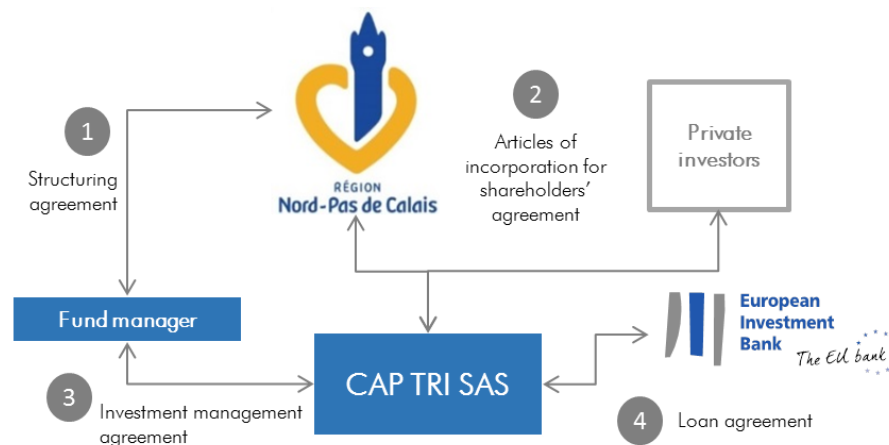 1
Structuring
agreement
RÉGION
Nord-Pas de Calais
2
Articles of
incorporation for
shareholders’
agreement
Private
investors
Fund manager
CAP TRI SAS
European
Investment
Bank
The EU bank
3
Investment management
agreement
4
Loan agreement